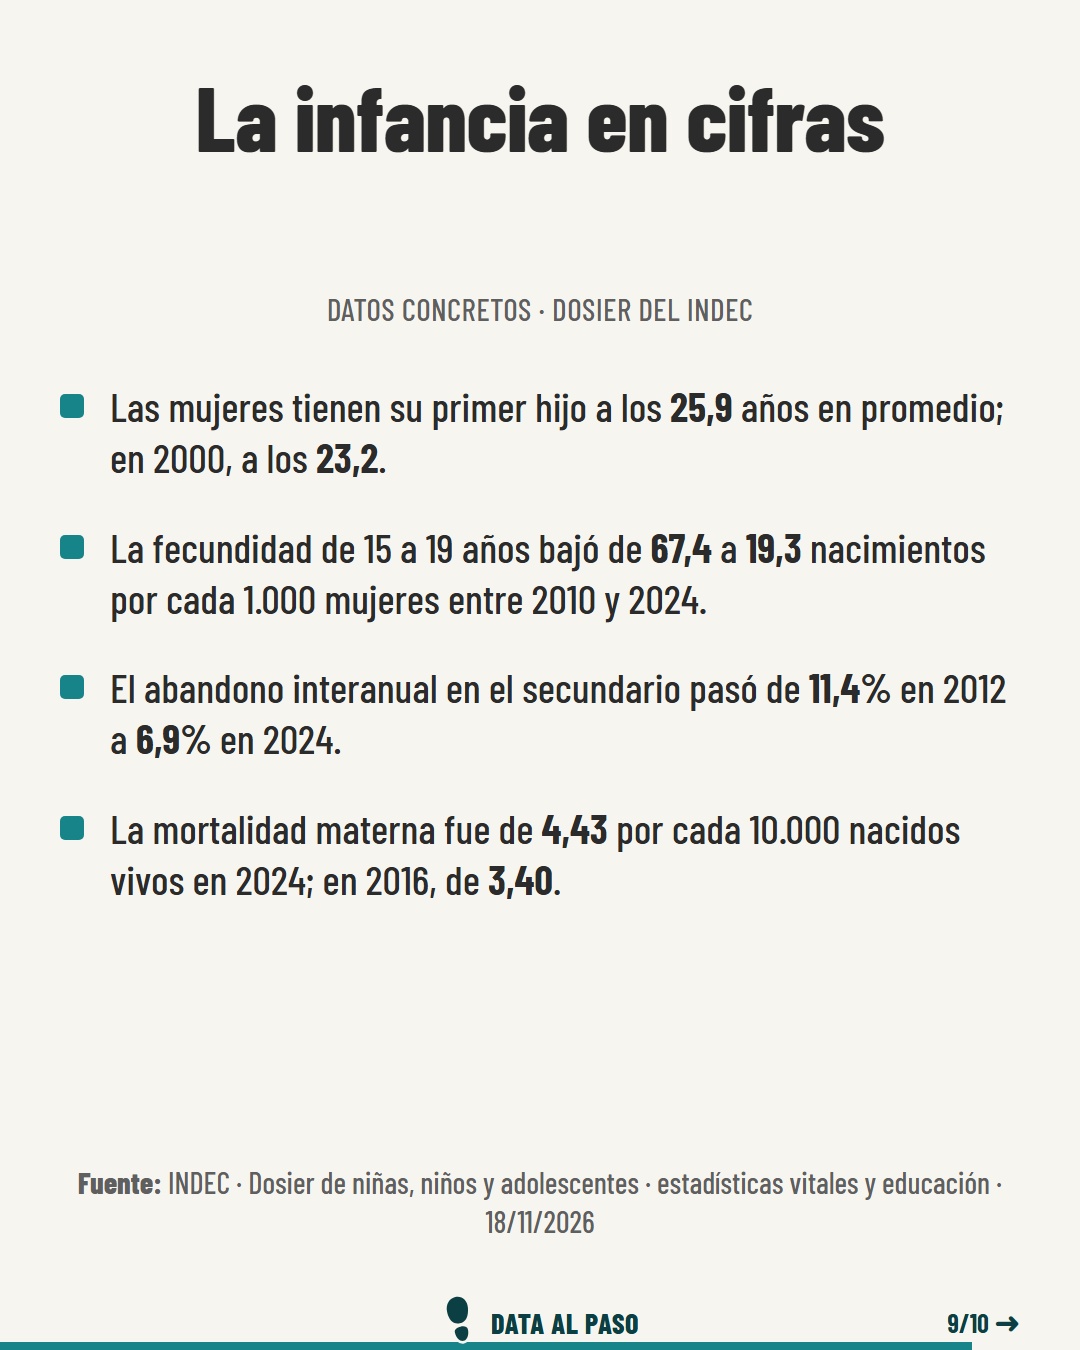 La infancia en cifras
DATOS CONCRETOS · DOSIER DEL INDEC
Las mujeres tienen su primer hijo a los 25,9 años en promedio;
en 2000, a los 23,2.
La fecundidad de 15 a 19 años bajó de 67,4 a 19,3 nacimientos
por cada 1.000 mujeres entre 2010 y 2024.
El abandono interanual en el secundario pasó de 11,4% en 2012
a 6,9% en 2024.
La mortalidad materna fue de 4,43 por cada 10.000 nacidos
vivos en 2024; en 2016, de 3,40.
Fuente: INDEC · Dosier de niñas, niños y adolescentes · estadísticas vitales y educación ·
18/11/2026
DATA AL PASO
9/10 →